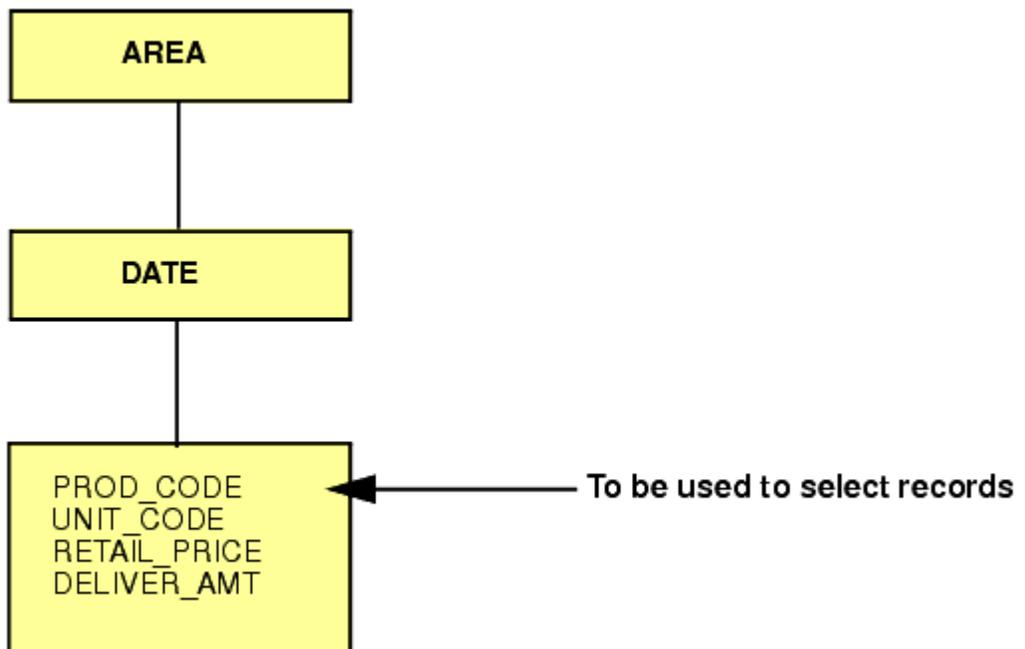 AREA
DATE
PROD_CODE
To be used to select records
UNIT_CODE
RETAIL_PRICE
DELIVER_AMT